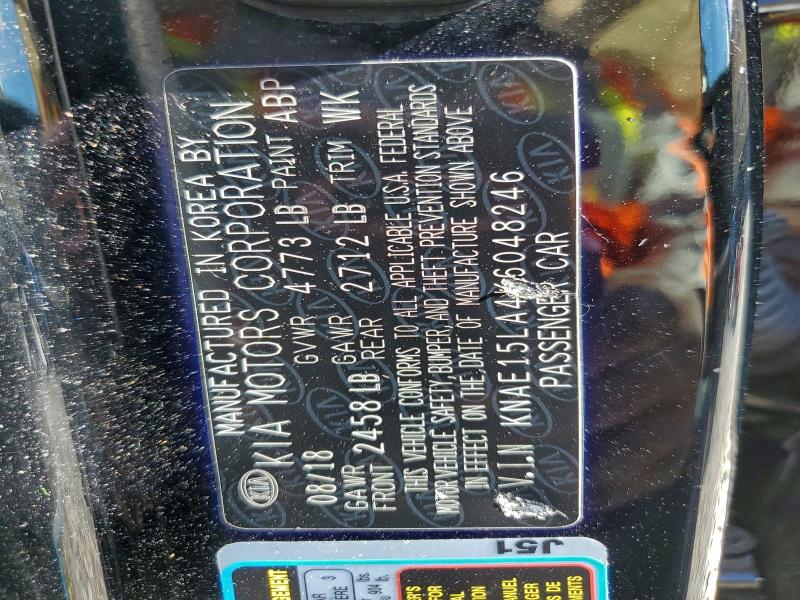 KIA
MANUFACTURED IN KOREA BY
KIA MOTORS CORPORATION
08/18 GVWR 4773 LB PAINT ABP
GAWR FRONT 2458 LB GAWR REAR 2712 LB TRIM WK
THIS VEHICLE CONFORMS TO ALL APPLICABLE U.S.A. FEDERAL
MOTOR VEHICLE SAFETY, BUMPER, AND THEFT PREVENTION STANDARDS
IN EFFECT ON THE DATE OF MANUFACTURE SHOWN ABOVE
V.I.N PASSENGER CAR
J51